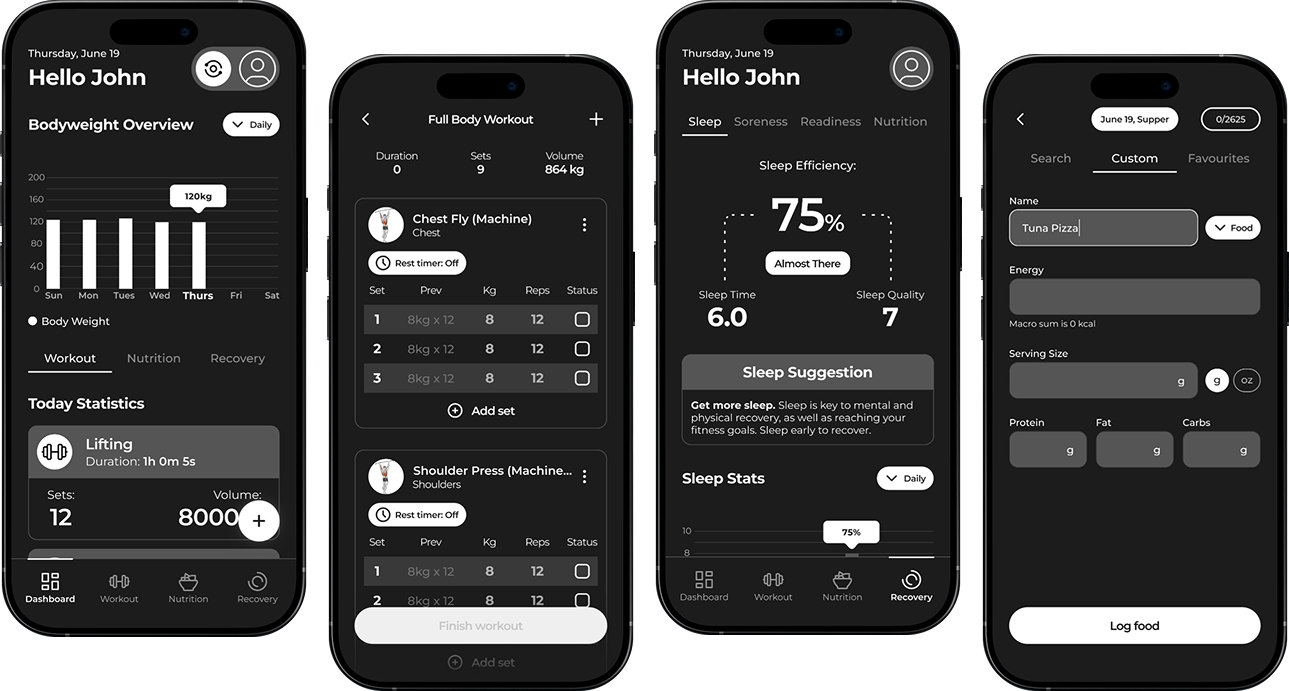 Thursday, June 19
Hello John
Bodyweight Overview
Daily
200
160
120kg
120
80
40
0
Sun Mon Tues Wed Thurs Fri Sat
Body Weight
Workout Nutrition Recovery
Today Statistics
Lifting
Duration: 1h 0m 5s
Sets: Volume:
12 8000
+
Dashboard Workout Nutrition Recovery
Full Body Workout
Duration Sets Volume
0 9 864 kg
Chest Fly (Machine)
Chest
Rest timer: Off
Set Prev Kg Reps Status
1 8kg x 12 8 12
2 8kg x 12 8 12
3 8kg x 12 8 12
Add set
Shoulder Press (Machine...
Shoulders
Rest timer: Off
Set Prev Kg Reps Status
1 8kg x 12 8 12
2 8kg x 12 8 12
Finish workout
Add set
Thursday, June 19
Hello John
Sleep Soreness Readiness Nutrition
Sleep Efficiency:
75%
Almost There
Sleep Time Sleep Quality
6.0 7
Sleep Suggestion
Get more sleep. Sleep is key to mental and
physical recovery, as well as reaching your
fitness goals. Sleep early to recover.
Sleep Stats
Daily
10
75%
8
Dashboard Workout Nutrition Recovery
June 19, Supper
0/2625
Search Custom Favourites
Name
Tuna Pizza
Food
Energy
Macro sum is 0 kcal
Serving Size
g g oz
Protein Fat Carbs
g g g
Log food